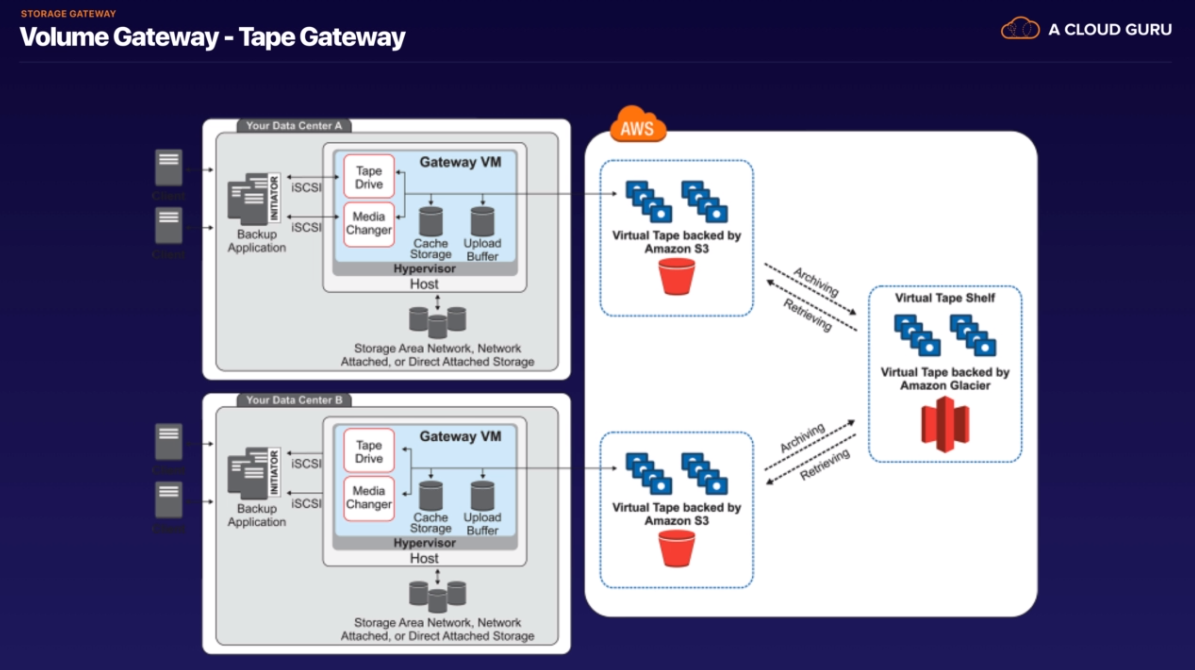 STORAGE GATEWAY
Volume Gateway - Tape Gateway
A CLOUD GURU
Your Data Center A
Client
Client
Backup
Application
INITIATOR
iSCSI
iSCSI
Tape
Drive
Media
Changer
Gateway VM
Cache
Storage
Upload
Buffer
Hypervisor
Host
Storage Area Network, Network
Attached, or Direct Attached Storage
Your Data Center B
Client
Client
Backup
Application
INITIATOR
iSCSI
iSCSI
Tape
Drive
Media
Changer
Gateway VM
Cache
Storage
Upload
Buffer
Hypervisor
Host
Storage Area Network, Network
Attached, or Direct Attached Storage
AWS
Virtual Tape backed by
Amazon S3
Archiving
Retrieving
Virtual Tape Shelf
Virtual Tape backed by
Amazon Glacier
Virtual Tape backed by
Amazon S3
Archiving
Retrieving